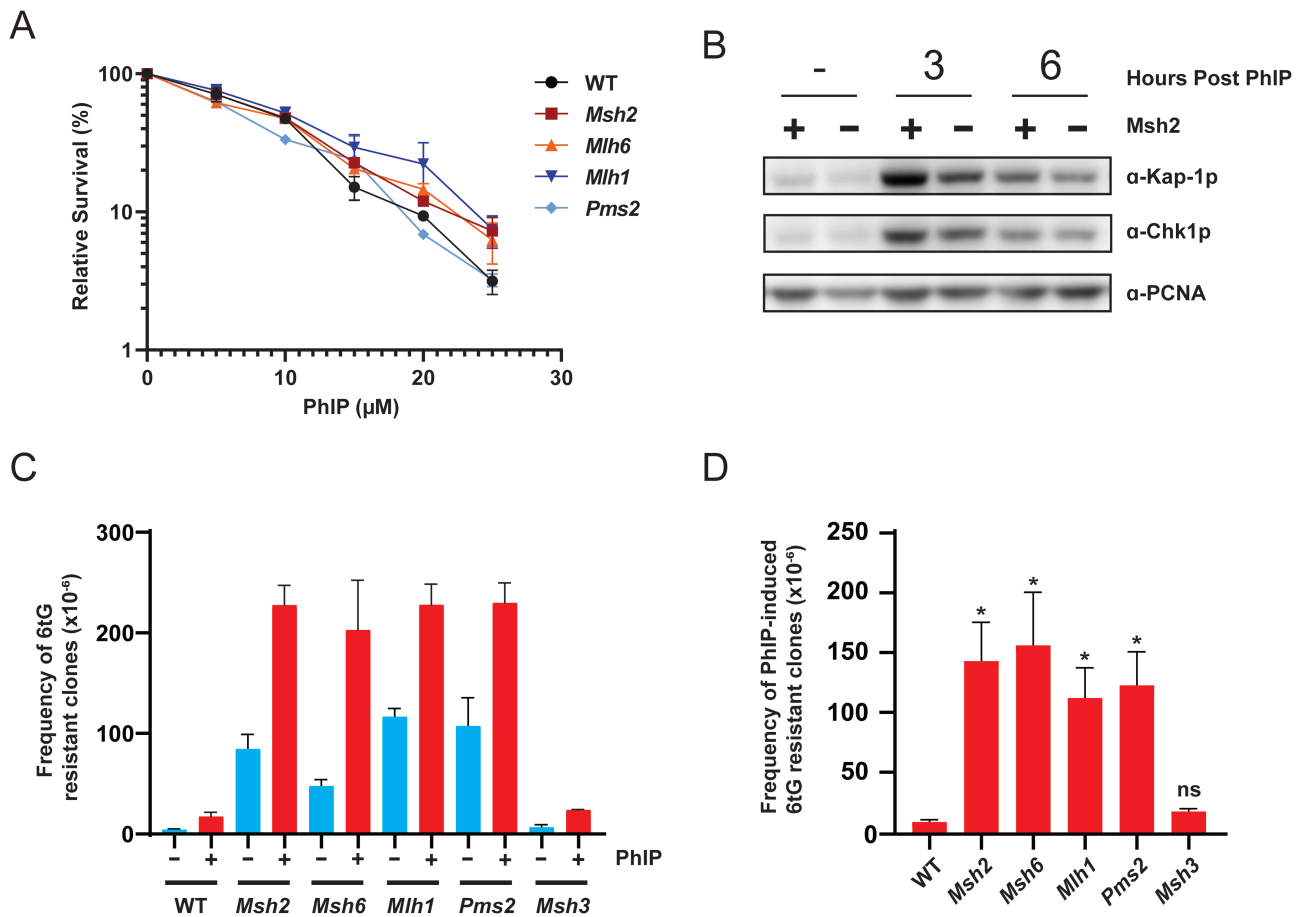 A
Relative Survival (%)
100
10
1
0
10
20
30
PhIP (µM)
WT
Msh2
Mlh6
Mlh1
Pms2
B
- 3 6 Hours Post PhIP
+ − + − + − Msh2
α-Kap-1p
α-Chk1p
α-PCNA
C
Frequency of 6tG
resistant clones (x10⁻⁶)
300
200
100
0
− + − + − + − + − + − + PhIP
WT Msh2 Msh6 Mlh1 Pms2 Msh3
D
Frequency of PhIP-induced
6tG resistant clones (x10⁻⁶)
250
200
150
100
50
0
* * * * ns
WT Msh2 Msh6 Mlh1 Pms2 Msh3